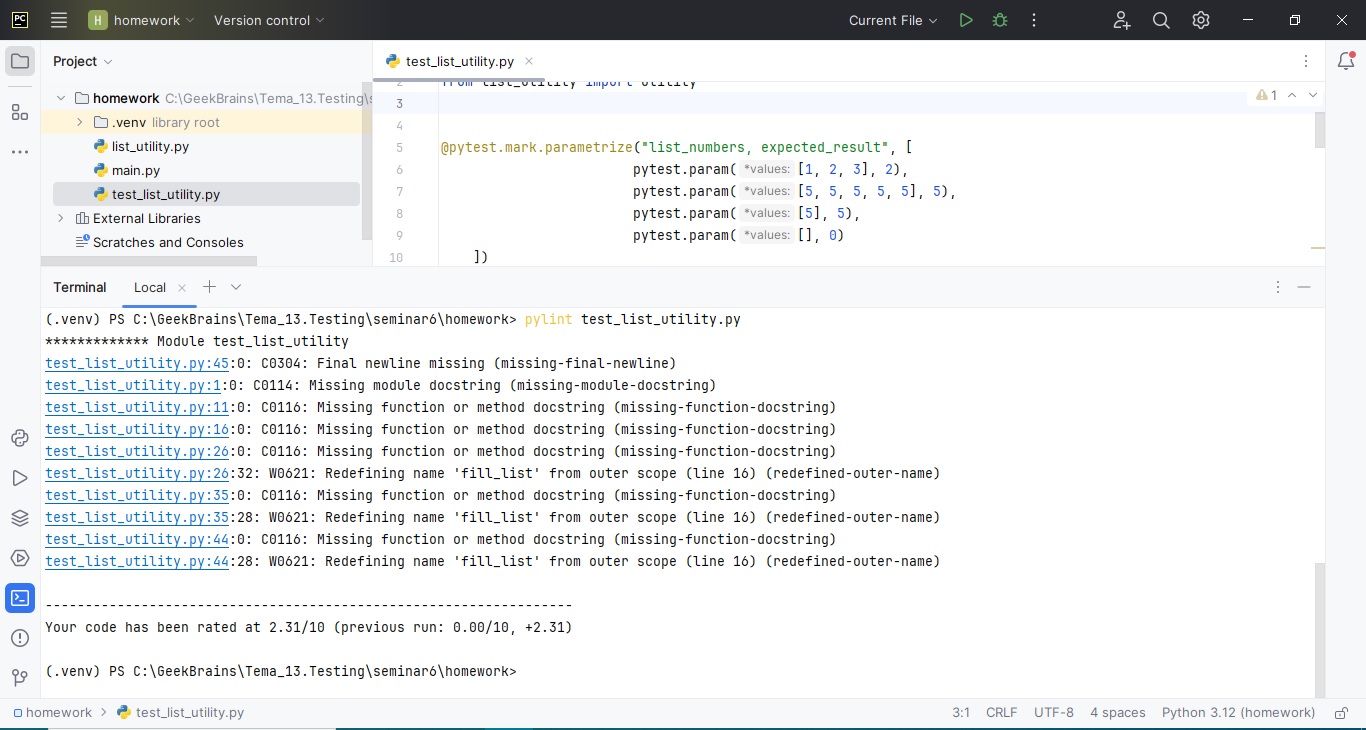 PC H homework Version control Current File
Project
test_list_utility.py
homework C:\GeekBrains\Tema_13.Testing\s
.venv library root
list_utility.py
main.py
test_list_utility.py
External Libraries
Scratches and Consoles
2 from list_utility import Utility
3 1
4
5 @pytest.mark.parametrize("list_numbers, expected_result", [
6 pytest.param( *values: [1, 2, 3], 2),
7 pytest.param( *values: [5, 5, 5, 5, 5], 5),
8 pytest.param( *values: [5], 5),
9 pytest.param( *values: [], 0)
10 ])
Terminal Local
(.venv) PS C:\GeekBrains\Tema_13.Testing\seminar6\homework> pylint test_list_utility.py
************* Module test_list_utility
test_list_utility.py:45:0: C0304: Final newline missing (missing-final-newline)
test_list_utility.py:1:0: C0114: Missing module docstring (missing-module-docstring)
test_list_utility.py:11:0: C0116: Missing function or method docstring (missing-function-docstring)
test_list_utility.py:16:0: C0116: Missing function or method docstring (missing-function-docstring)
test_list_utility.py:26:0: C0116: Missing function or method docstring (missing-function-docstring)
test_list_utility.py:26:32: W0621: Redefining name 'fill_list' from outer scope (line 16) (redefined-outer-name)
test_list_utility.py:35:0: C0116: Missing function or method docstring (missing-function-docstring)
test_list_utility.py:35:28: W0621: Redefining name 'fill_list' from outer scope (line 16) (redefined-outer-name)
test_list_utility.py:44:0: C0116: Missing function or method docstring (missing-function-docstring)
test_list_utility.py:44:28: W0621: Redefining name 'fill_list' from outer scope (line 16) (redefined-outer-name)
------------------------------------------------------------------
Your code has been rated at 2.31/10 (previous run: 0.00/10, +2.31)
(.venv) PS C:\GeekBrains\Tema_13.Testing\seminar6\homework>
homework > test_list_utility.py 3:1 CRLF UTF-8 4 spaces Python 3.12 (homework)